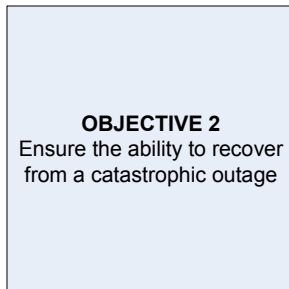 OBJECTIVE 2
Ensure the ability to recover
from a catastrophic outage